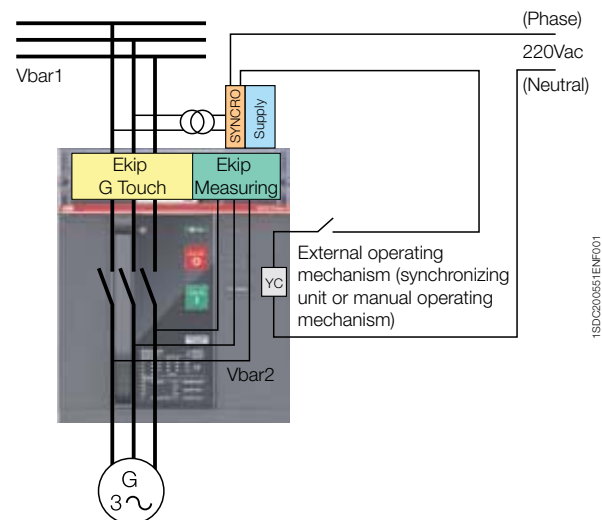 (Phase)
220Vac
(Neutral)
Vbar1
SYNCRO
Supply
Ekip
G Touch
Ekip
Measuring
O
I
YC
External operating
mechanism (synchronizing
unit or manual operating
mechanism)
Vbar2
G
3
1SDC200551ENF001